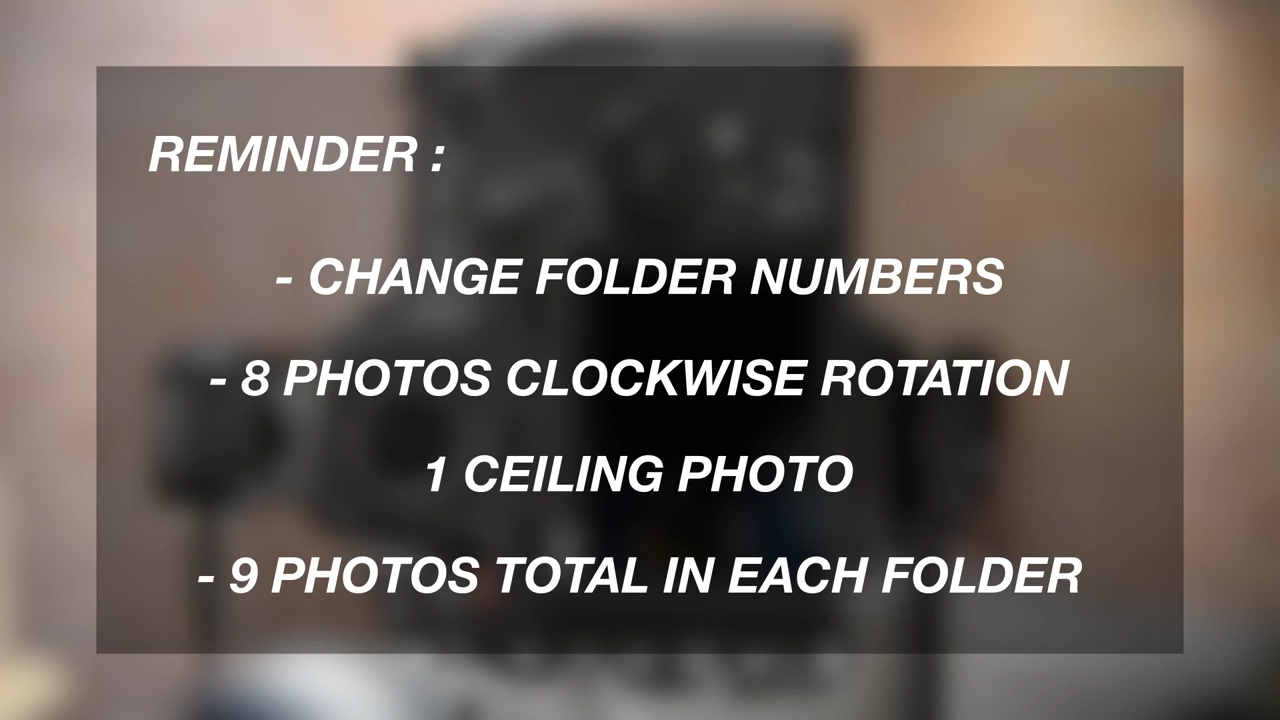 REMINDER :
- CHANGE FOLDER NUMBERS
- 8 PHOTOS CLOCKWISE ROTATION
1 CEILING PHOTO
- 9 PHOTOS TOTAL IN EACH FOLDER